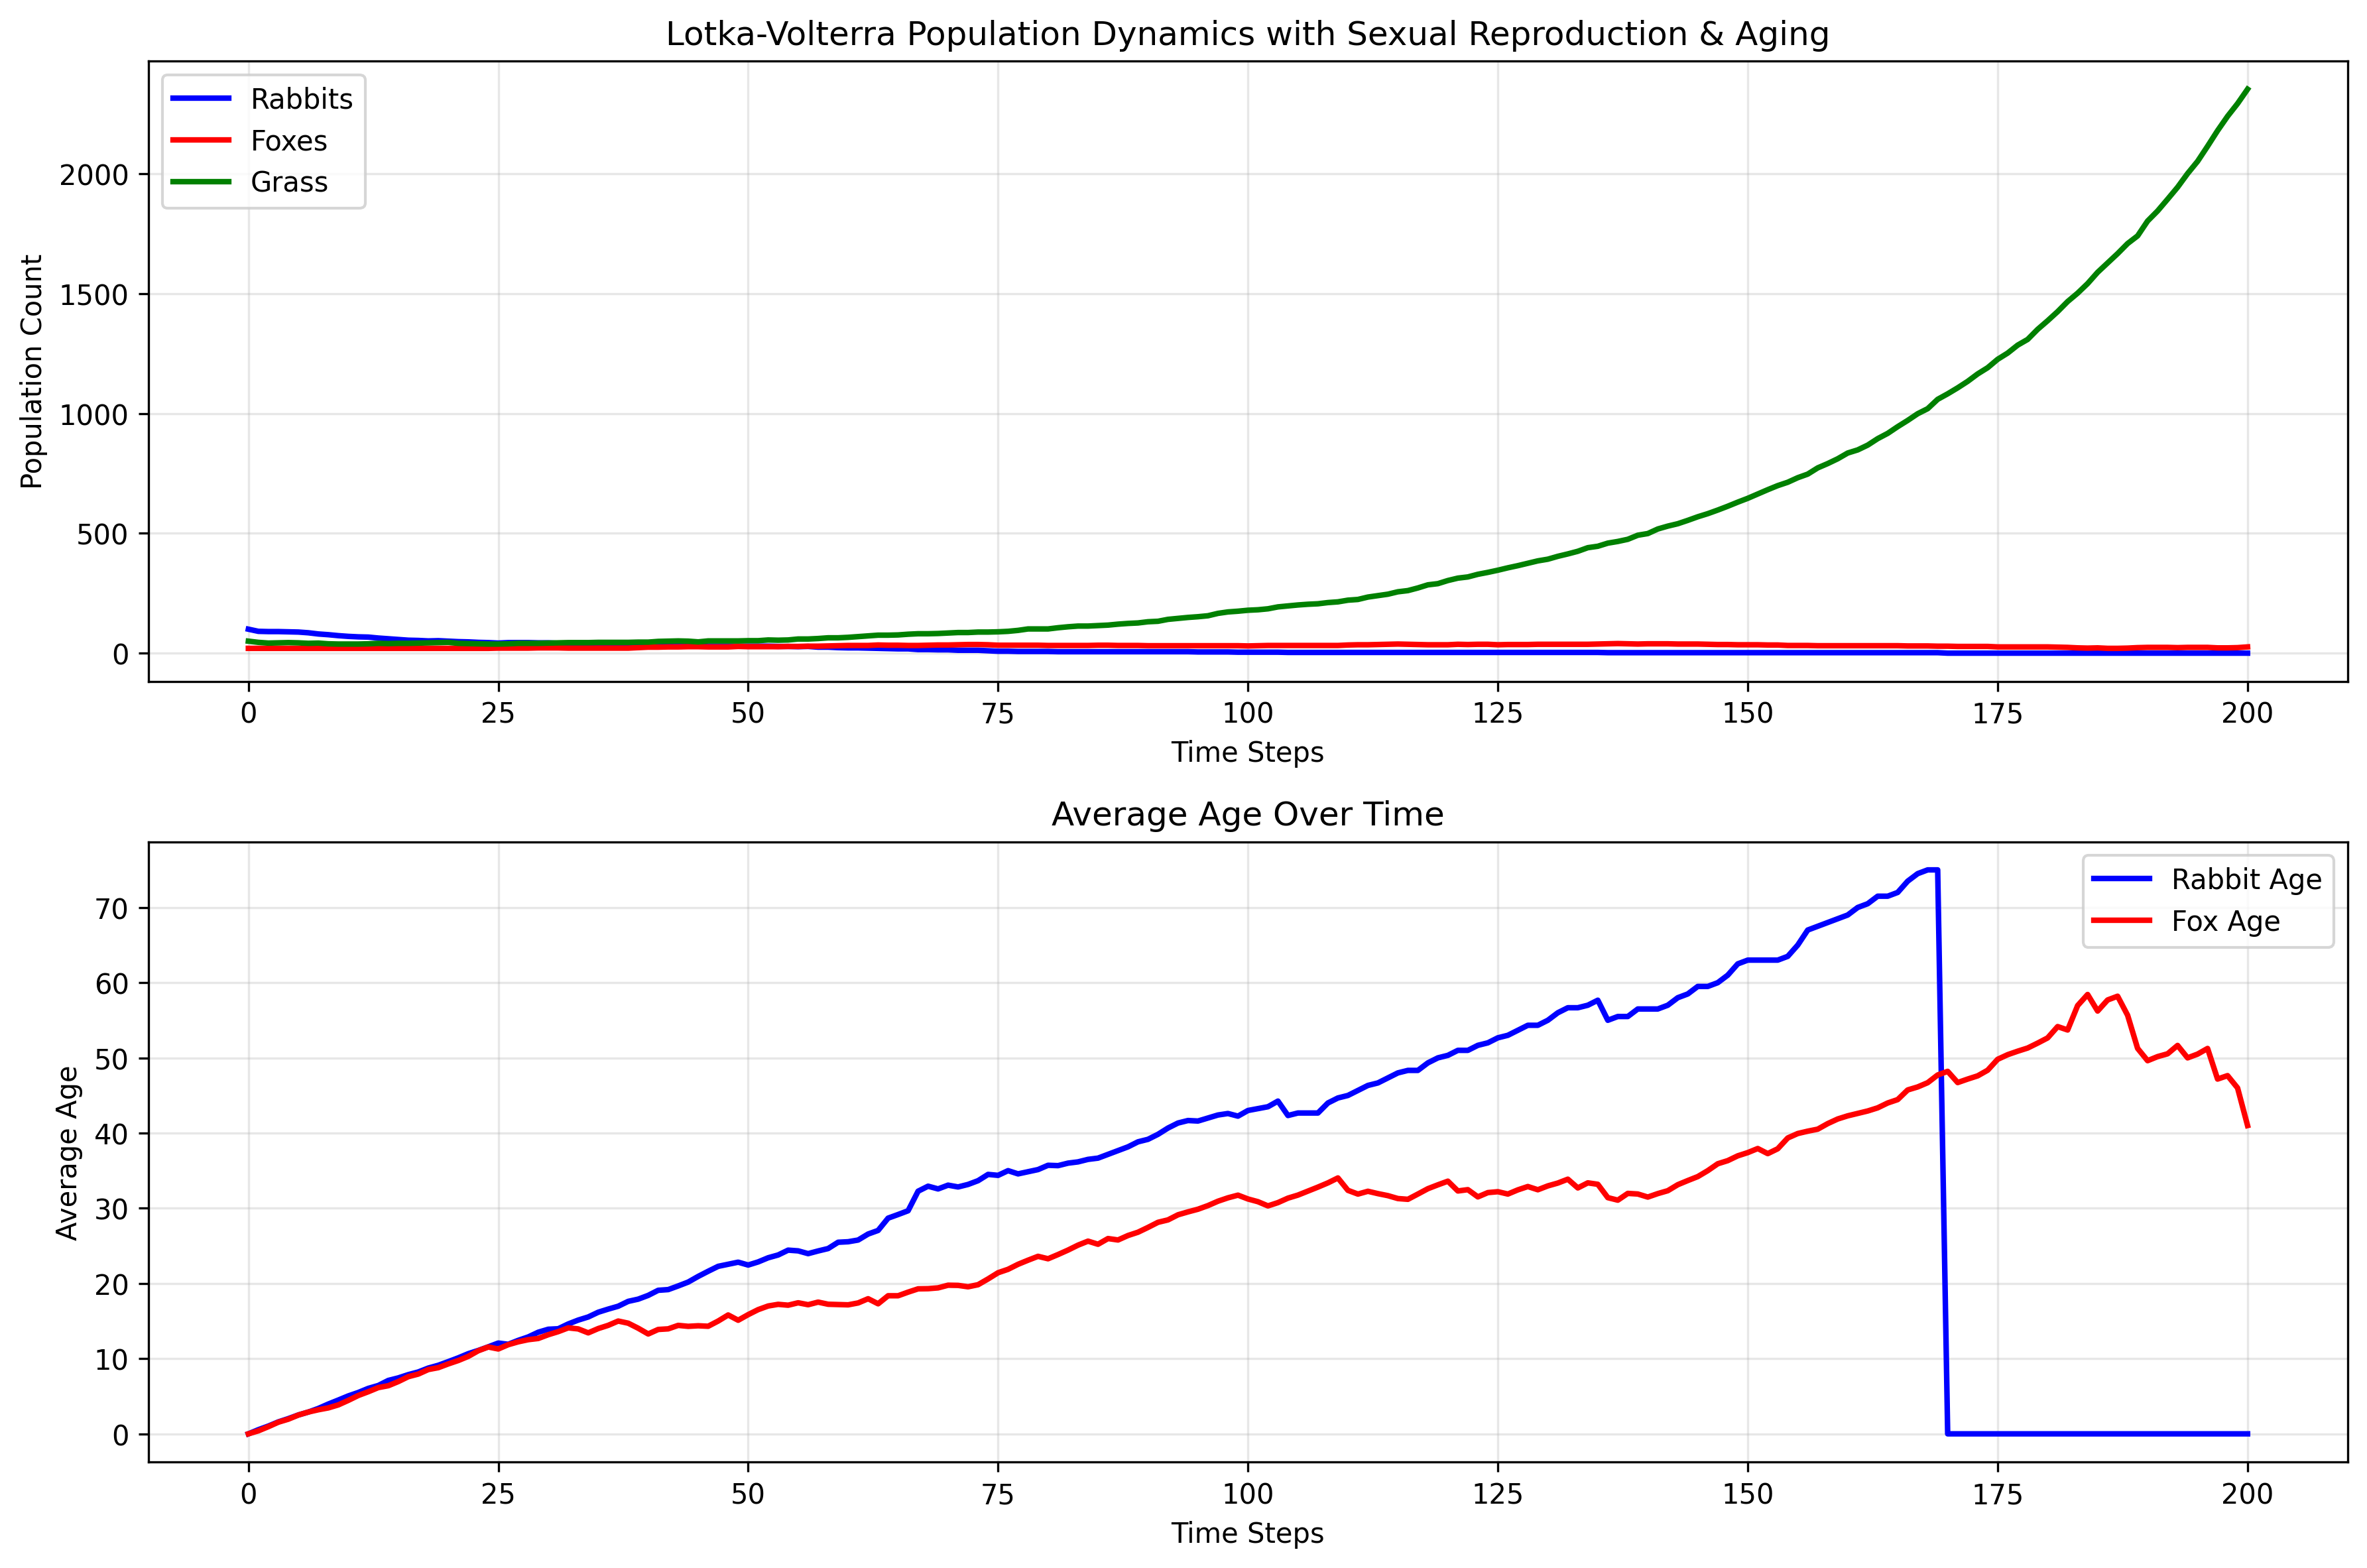 Lotka-Volterra Population Dynamics with Sexual Reproduction & Aging
Rabbits
Foxes
Grass
Population Count
2000
1500
1000
500
0
0 25 50 75 100 125 150 175 200
Time Steps
Average Age Over Time
Rabbit Age
Fox Age
Average Age
70
60
50
40
30
20
10
0
0 25 50 75 100 125 150 175 200
Time Steps